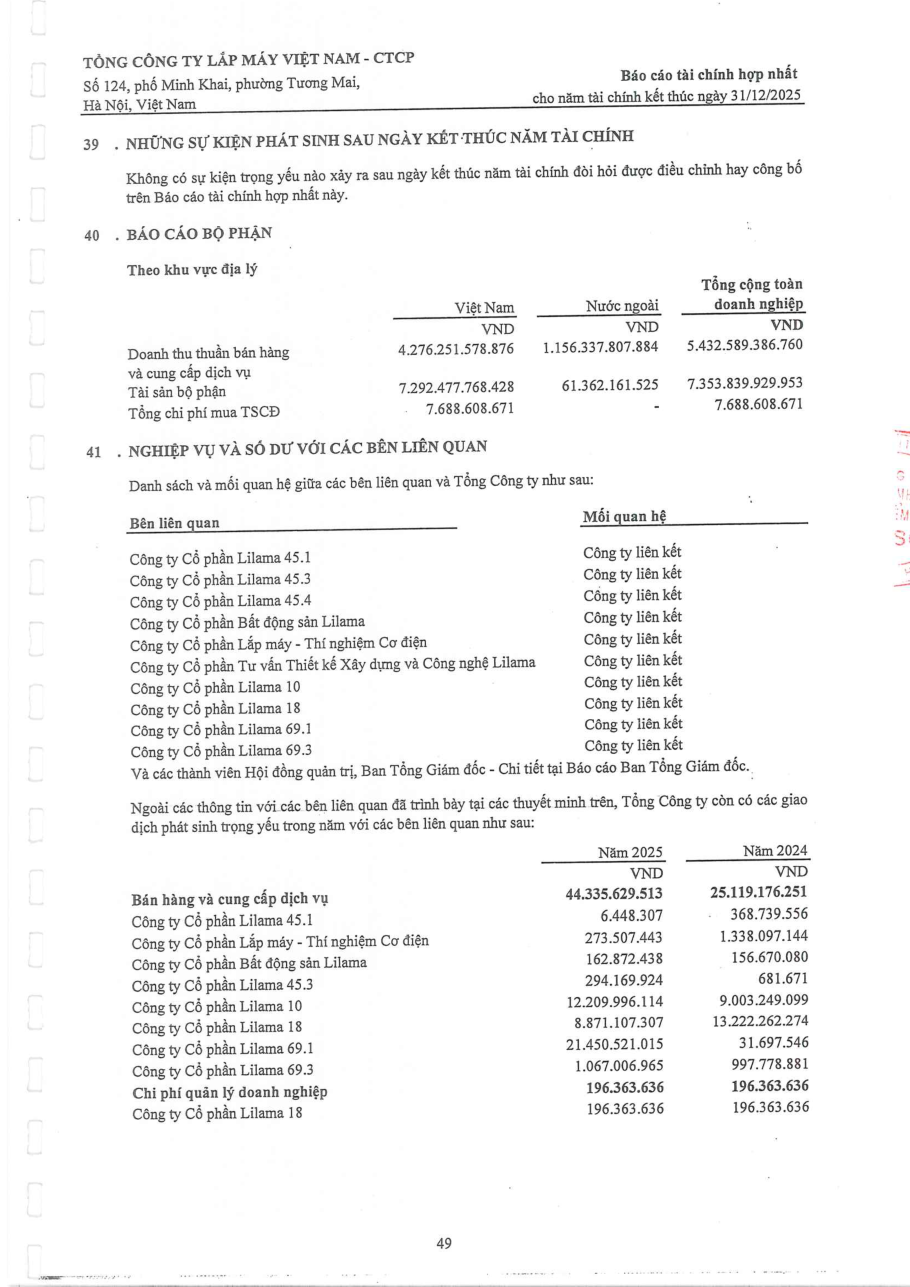 TỔNG CÔNG TY LẮP MÁY VIỆT NAM - CTCP
Số 124, phố Minh Khai, phường Tương Mai,
Hà Nội, Việt Nam
Báo cáo tài chính hợp nhất
cho năm tài chính kết thúc ngày 31/12/2025
39 . NHỮNG SỰ KIỆN PHÁT SINH SAU NGÀY KẾT THÚC NĂM TÀI CHÍNH
Không có sự kiện trọng yếu nào xảy ra sau ngày kết thúc năm tài chính đòi hỏi được điều chỉnh hay công bố
trên Báo cáo tài chính hợp nhất này.
40 . BÁO CÁO BỘ PHẬN
Theo khu vực địa lý
Việt Nam Nước ngoài Tổng cộng toàn
doanh nghiệp
VND VND VND
Doanh thu thuần bán hàng 4.276.251.578.876 1.156.337.807.884 5.432.589.386.760
và cung cấp dịch vụ
Tài sản bộ phận 7.292.477.768.428 61.362.161.525 7.353.839.929.953
Tổng chi phí mua TSCĐ 7.688.608.671 - 7.688.608.671
41 . NGHIỆP VỤ VÀ SỐ DƯ VỚI CÁC BÊN LIÊN QUAN
Danh sách và mối quan hệ giữa các bên liên quan và Tổng Công ty như sau:
Bên liên quan Mối quan hệ
Công ty Cổ phần Lilama 45.1 Công ty liên kết
Công ty Cổ phần Lilama 45.3 Công ty liên kết
Công ty Cổ phần Lilama 45.4 Công ty liên kết
Công ty Cổ phần Bất động sản Lilama Công ty liên kết
Công ty Cổ phần Lắp máy - Thí nghiệm Cơ điện Công ty liên kết
Công ty Cổ phần Tư vấn Thiết kế Xây dựng và Công nghệ Lilama Công ty liên kết
Công ty Cổ phần Lilama 10 Công ty liên kết
Công ty Cổ phần Lilama 18 Công ty liên kết
Công ty Cổ phần Lilama 69.1 Công ty liên kết
Công ty Cổ phần Lilama 69.3 Công ty liên kết
Và các thành viên Hội đồng quản trị, Ban Tổng Giám đốc - Chi tiết tại Báo cáo Ban Tổng Giám đốc.
Ngoài các thông tin với các bên liên quan đã trình bày tại các thuyết minh trên, Tổng Công ty còn có các giao
dịch phát sinh trọng yếu trong năm với các bên liên quan như sau:
Năm 2025 Năm 2024
VND VND
Bán hàng và cung cấp dịch vụ 44.335.629.513 25.119.176.251
Công ty Cổ phần Lilama 45.1 6.448.307 368.739.556
Công ty Cổ phần Lắp máy - Thí nghiệm Cơ điện 273.507.443 1.338.097.144
Công ty Cổ phần Bất động sản Lilama 162.872.438 156.670.080
Công ty Cổ phần Lilama 45.3 294.169.924 681.671
Công ty Cổ phần Lilama 10 12.209.996.114 9.003.249.099
Công ty Cổ phần Lilama 18 8.871.107.307 13.222.262.274
Công ty Cổ phần Lilama 69.1 21.450.521.015 31.697.546
Công ty Cổ phần Lilama 69.3 1.067.006.965 997.778.881
Chi phí quản lý doanh nghiệp 196.363.636 196.363.636
Công ty Cổ phần Lilama 18 196.363.636 196.363.636
49